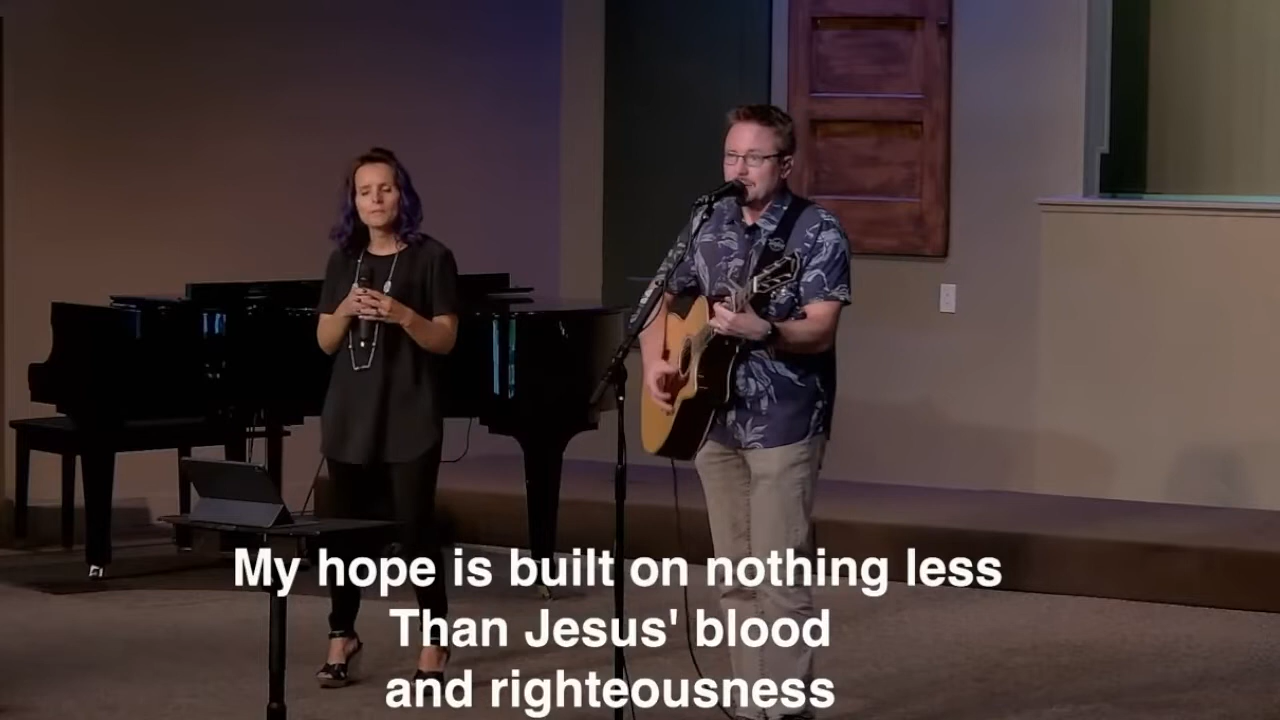 My hope is built on nothing less
Than Jesus' blood
and righteousness